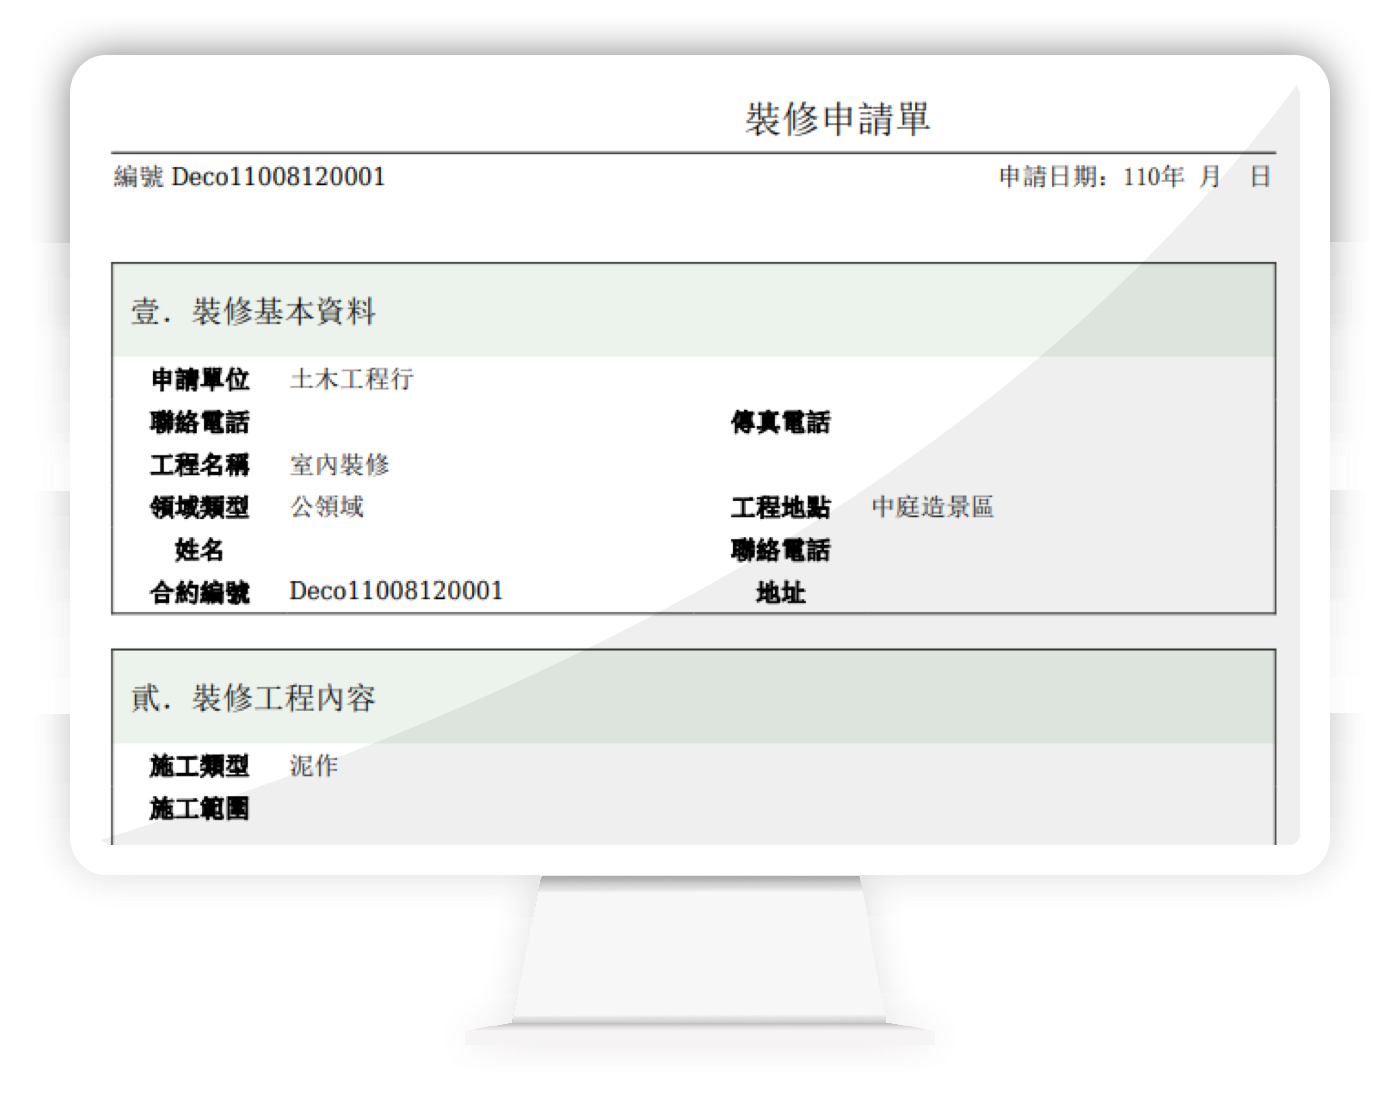 裝修申請單
編號 Deco11008120001 申請日期：110年 月 日
壹．裝修基本資料
申請單位 土木工程行
聯絡電話 傳真電話
工程名稱 室內裝修
領域類型 公領域 工程地點 中庭造景區
姓名 聯絡電話
合約編號 Deco11008120001 地址
貳．裝修工程內容
施工類型 泥作
施工範圍